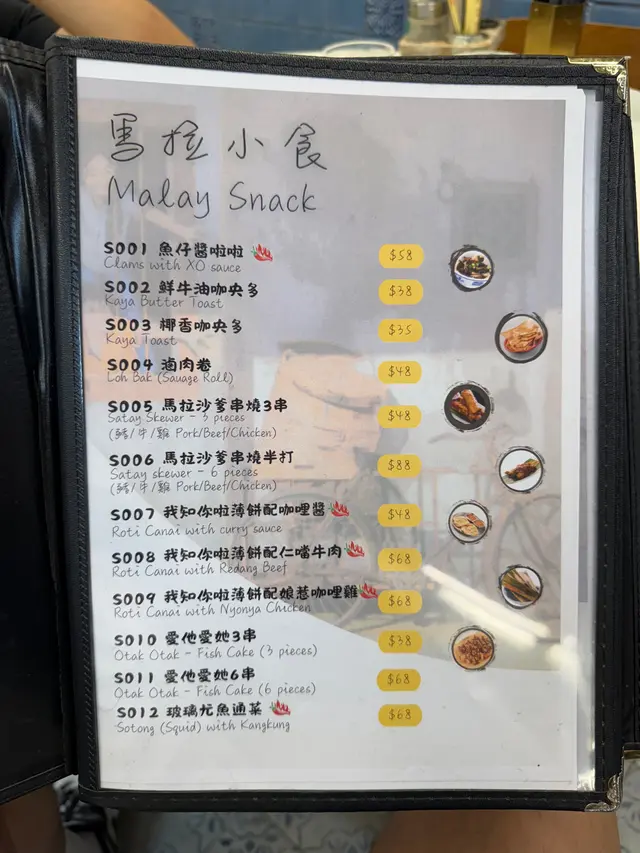 馬拉小食
Malay Snack
S001 魚仔醬啦啦
Clams with XO sauce
$58
S002 鮮牛油咖央多
Kaya Butter Toast
$38
S003 椰香咖央多
Kaya Toast
$35
S004 滷肉卷
Loh Bak (Sauage Roll)
$48
S005 馬拉沙爹串燒3串
Satay Skewer - 3 pieces
(豬/牛/雞 Pork/Beef/Chicken)
$48
S006 馬拉沙爹串燒半打
Satay skewer - 6 pieces
(豬/牛/雞 Pork/Beef/Chicken)
$88
S007 我知你啦薄餅配咖喱醬
Roti Canai with curry sauce
$48
S008 我知你啦薄餅配仁噹牛肉
Roti Canai with Redang Beef
$68
S009 我知你啦薄餅配娘惹咖喱雞
Roti Canai with Nyonya Chicken
$68
S010 愛他愛她3串
Otak Otak - Fish Cake (3 pieces)
$38
S011 愛他愛她6串
Otak Otak - Fish Cake (6 pieces)
$68
S012 玻璃尤魚通菜
Sotong (Squid) with Kangkung
$68